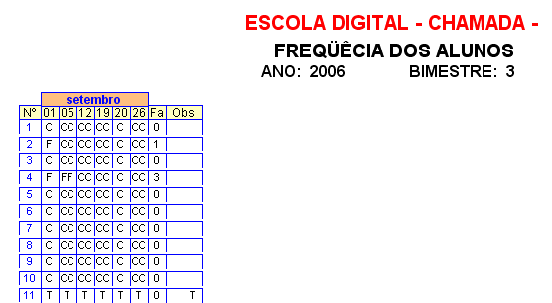 ESCOLA DIGITAL - CHAMADA -
FREQÜÊCIA DOS ALUNOS
ANO: 2006 BIMESTRE: 3
setembro
Nº 01 05 12 19 20 26 Fa Obs
1 C CC CC CC C CC 0
2 F CC CC CC C CC 1
3 C CC CC CC C CC 0
4 F FF CC CC C CC 3
5 C CC CC CC C CC 0
6 C CC CC CC C CC 0
7 C CC CC CC C CC 0
8 C CC CC CC C CC 0
9 C CC CC CC C CC 0
10 C CC CC CC C CC 0
11 T T T T T T 0 T